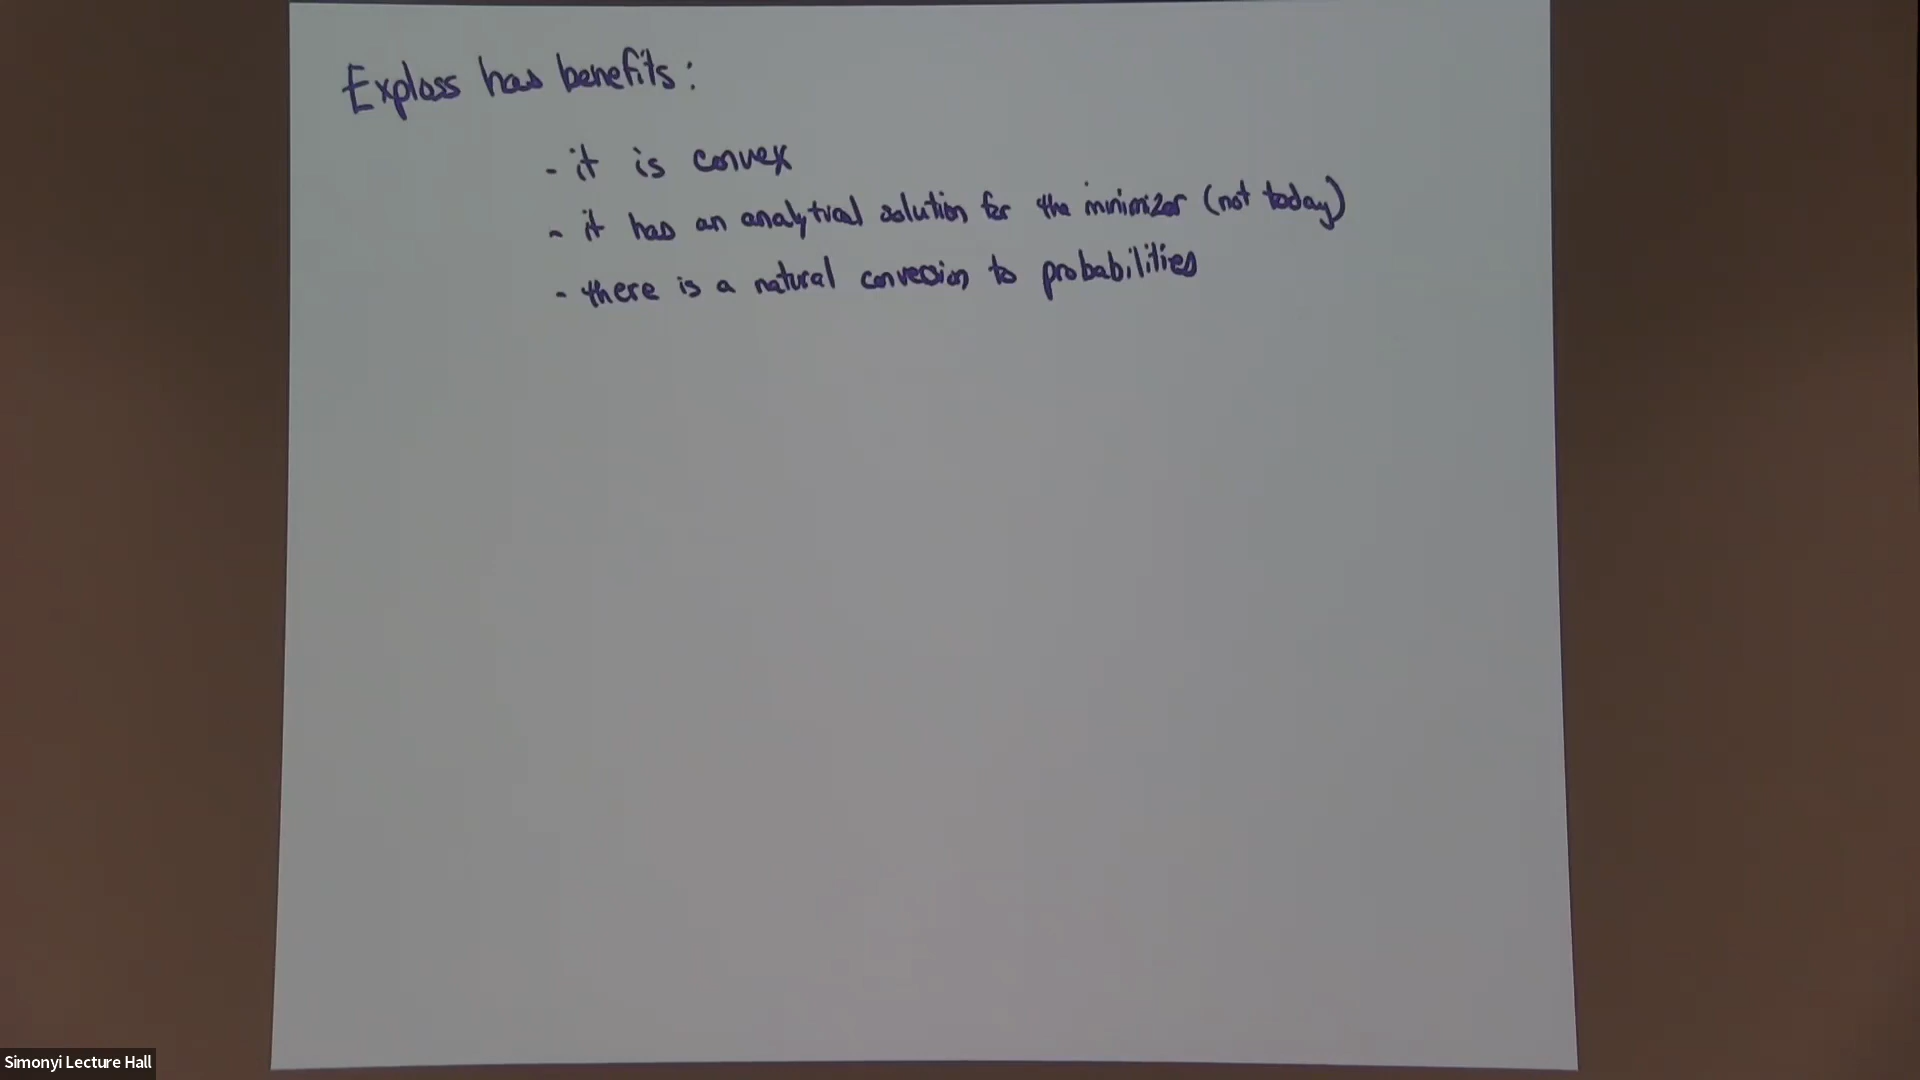 Exploss has benefits:
- it is convex
- it has an analytical solution for the minimizer (not today)
- there is a natural conversion to probabilities
Simonyi Lecture Hall